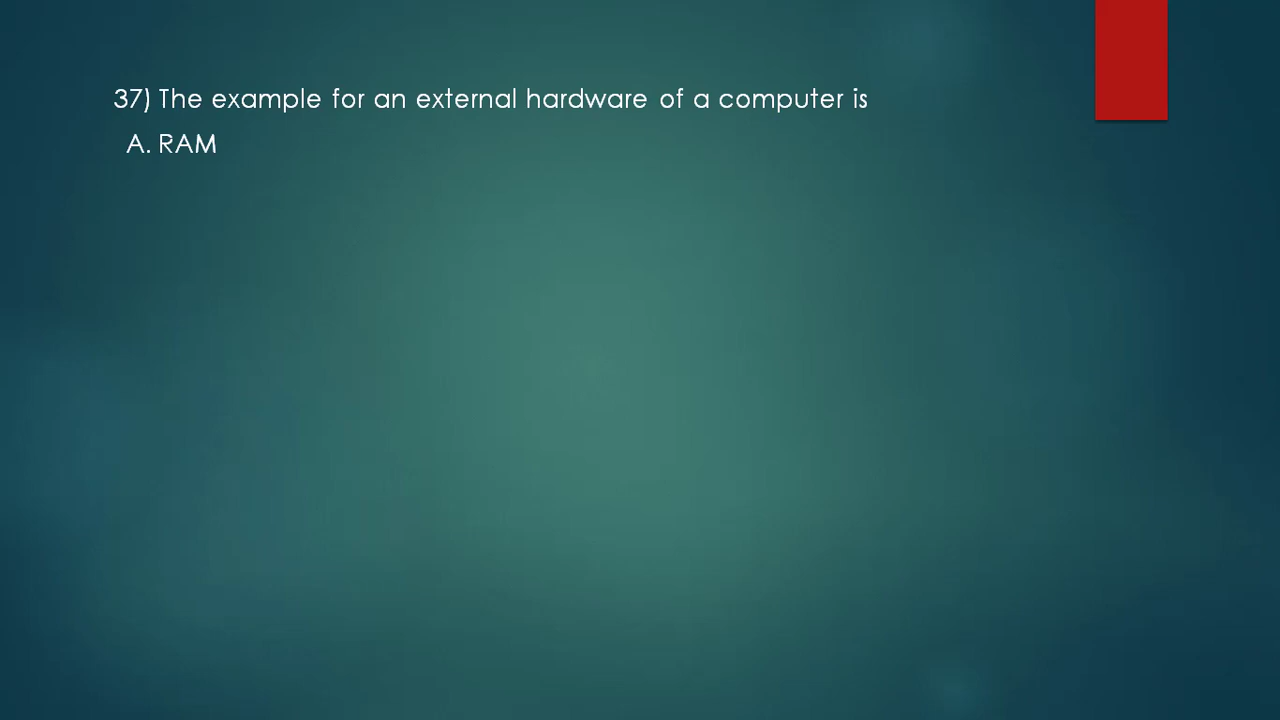 37) The example for an external hardware of a computer is
A. RAM